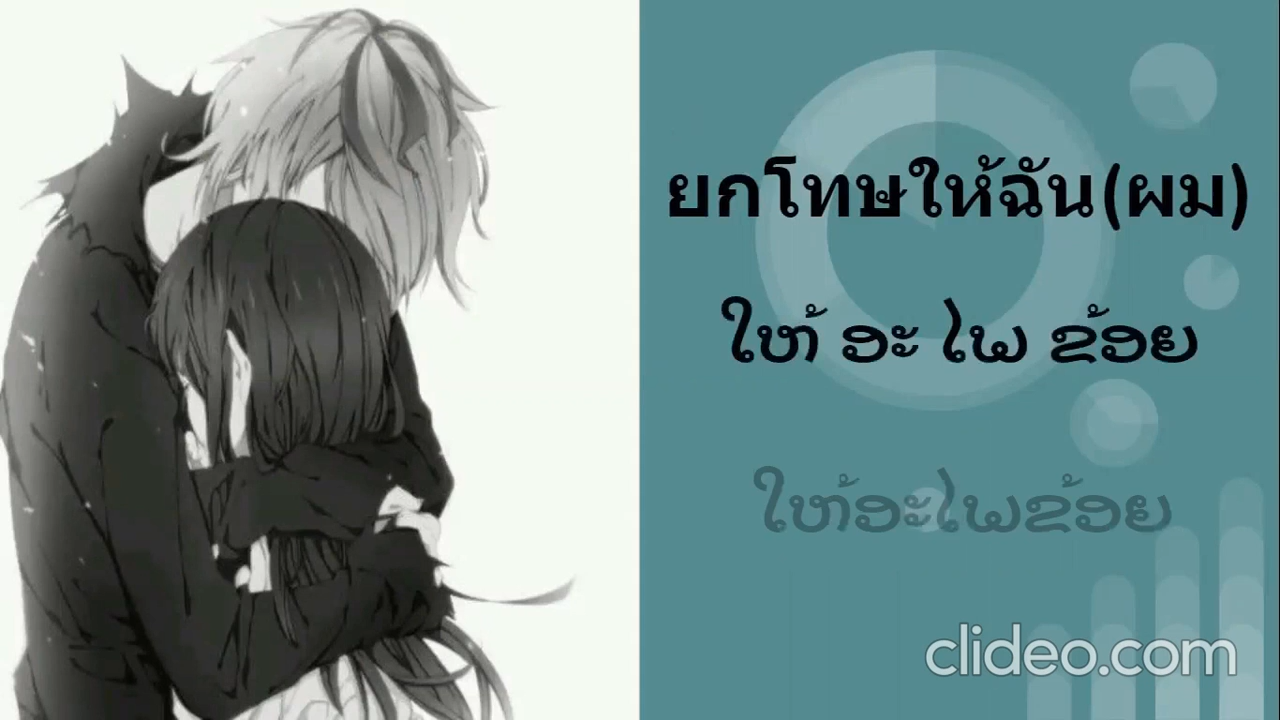 ยกโทษให้ฉัน(ผม)
ໃຫ້ ອະ ໄພ ຂ້ອຍ
ໃຫ້ອະໄພຂ້ອຍ
clideo.com